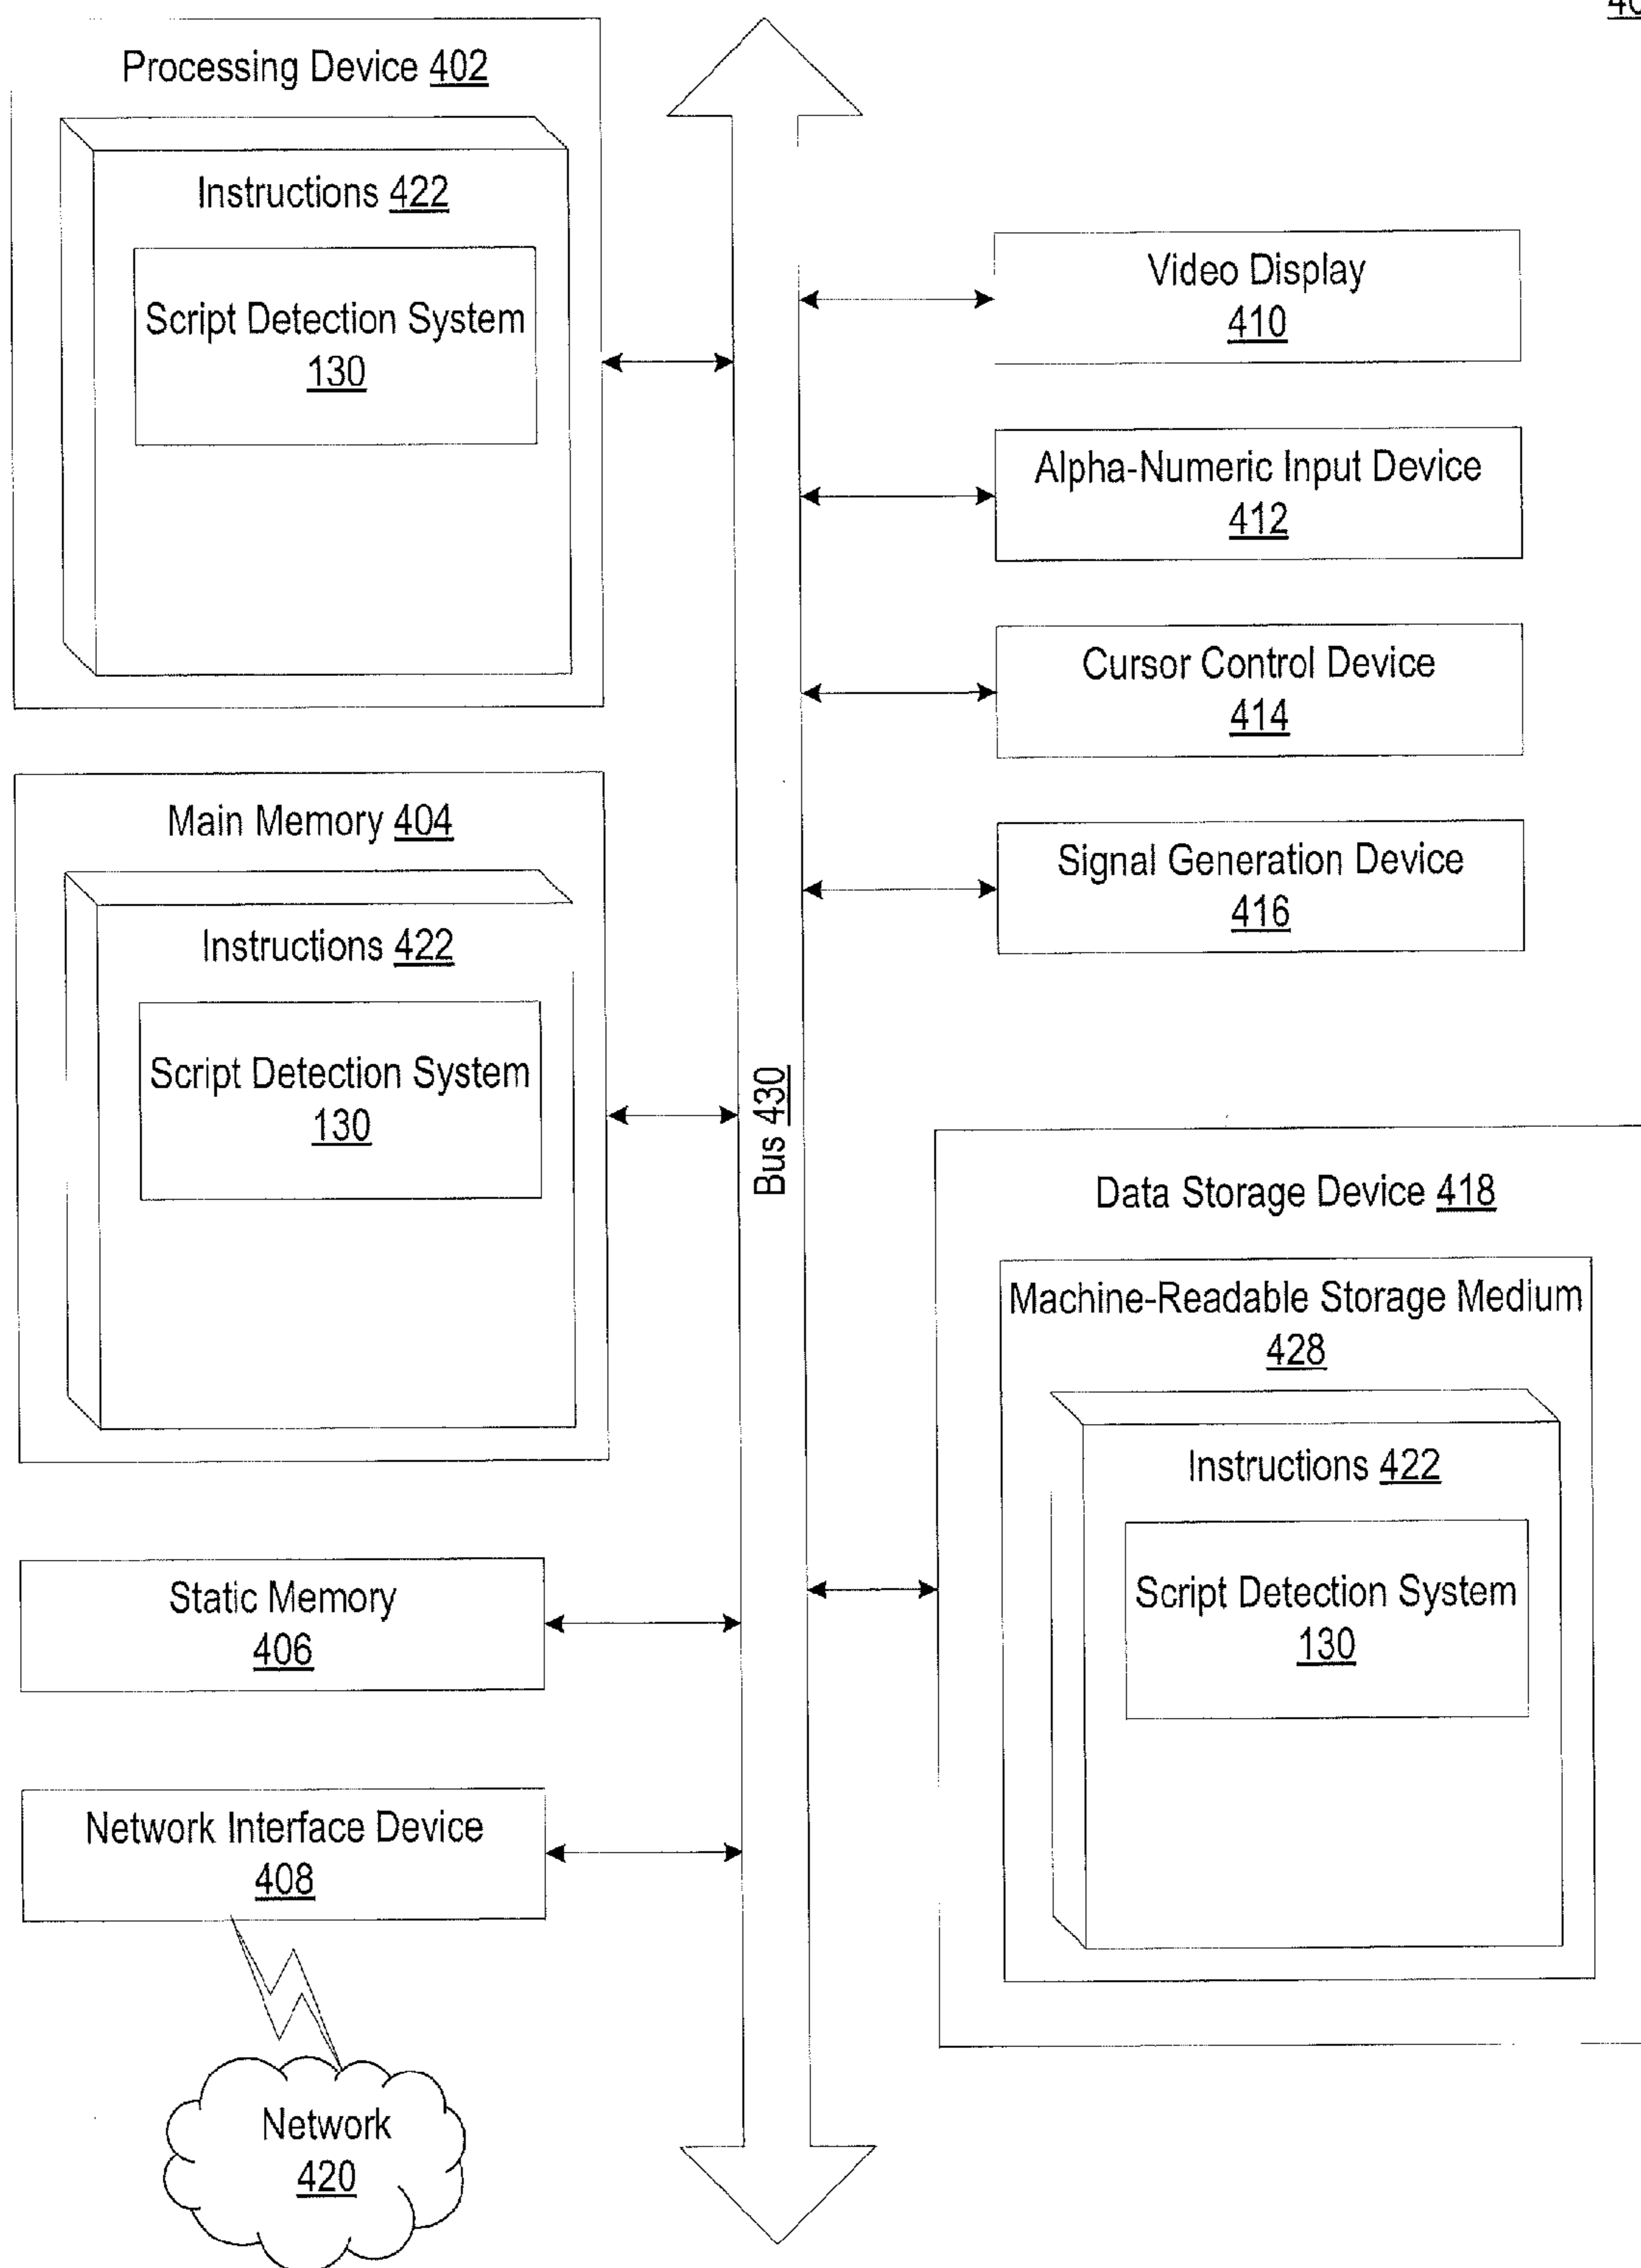 Processing Device 402
Instructions 422
Script Detection System
130
Main Memory 404
Instructions 422
Script Detection System
130
Static Memory
406
Network Interface Device
408
Network
420
Bus 430
Video Display
410
Alpha-Numeric Input Device
412
Cursor Control Device
414
Signal Generation Device
416
Data Storage Device 418
Machine-Readable Storage Medium
428
Instructions 422
Script Detection System
130